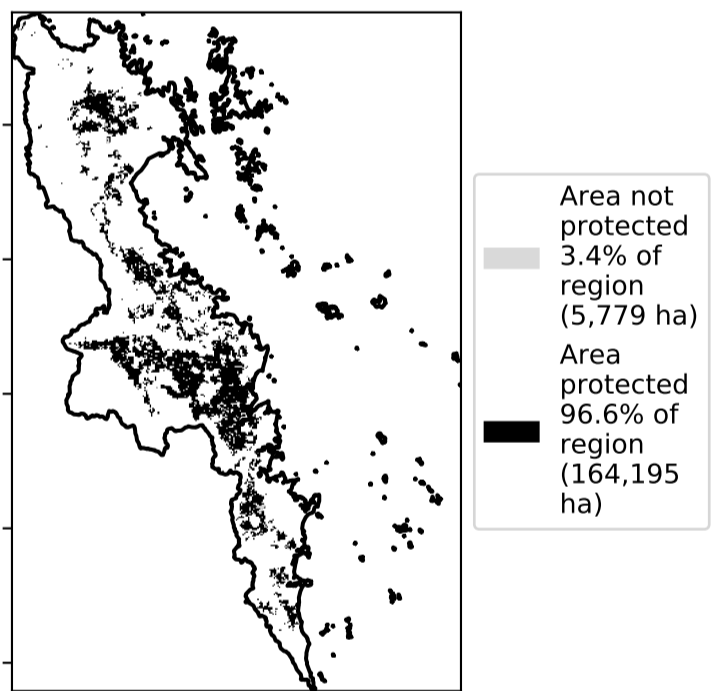 Area not
protected
3.4% of
region
(5,779 ha)
Area
protected
96.6% of
region
(164,195
ha)